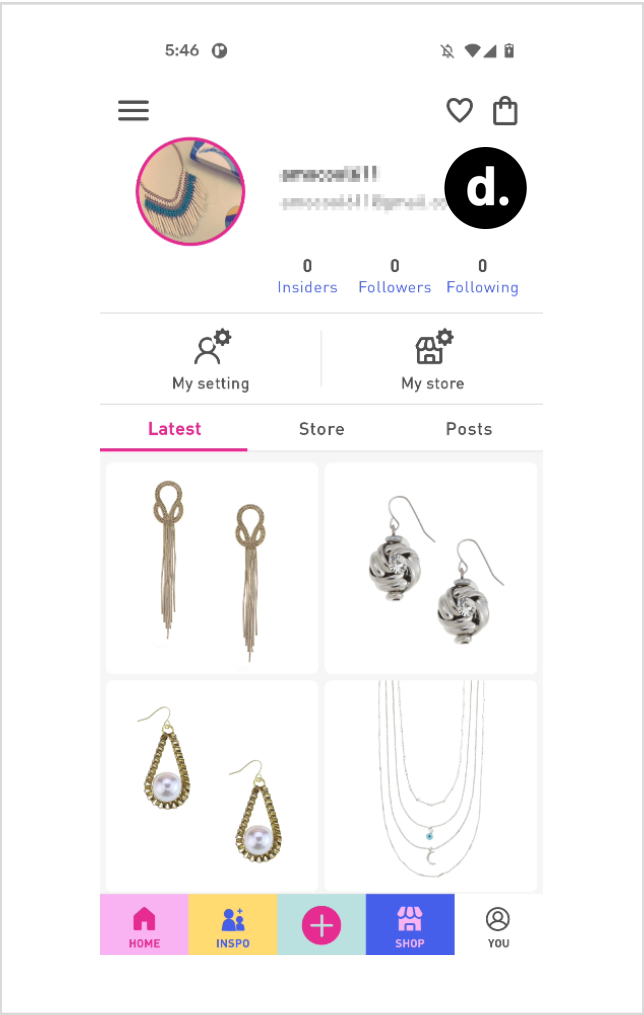 5:46
d.
0 0 0
Insiders Followers Following
My setting My store
Latest Store Posts
HOME INSPO SHOP YOU